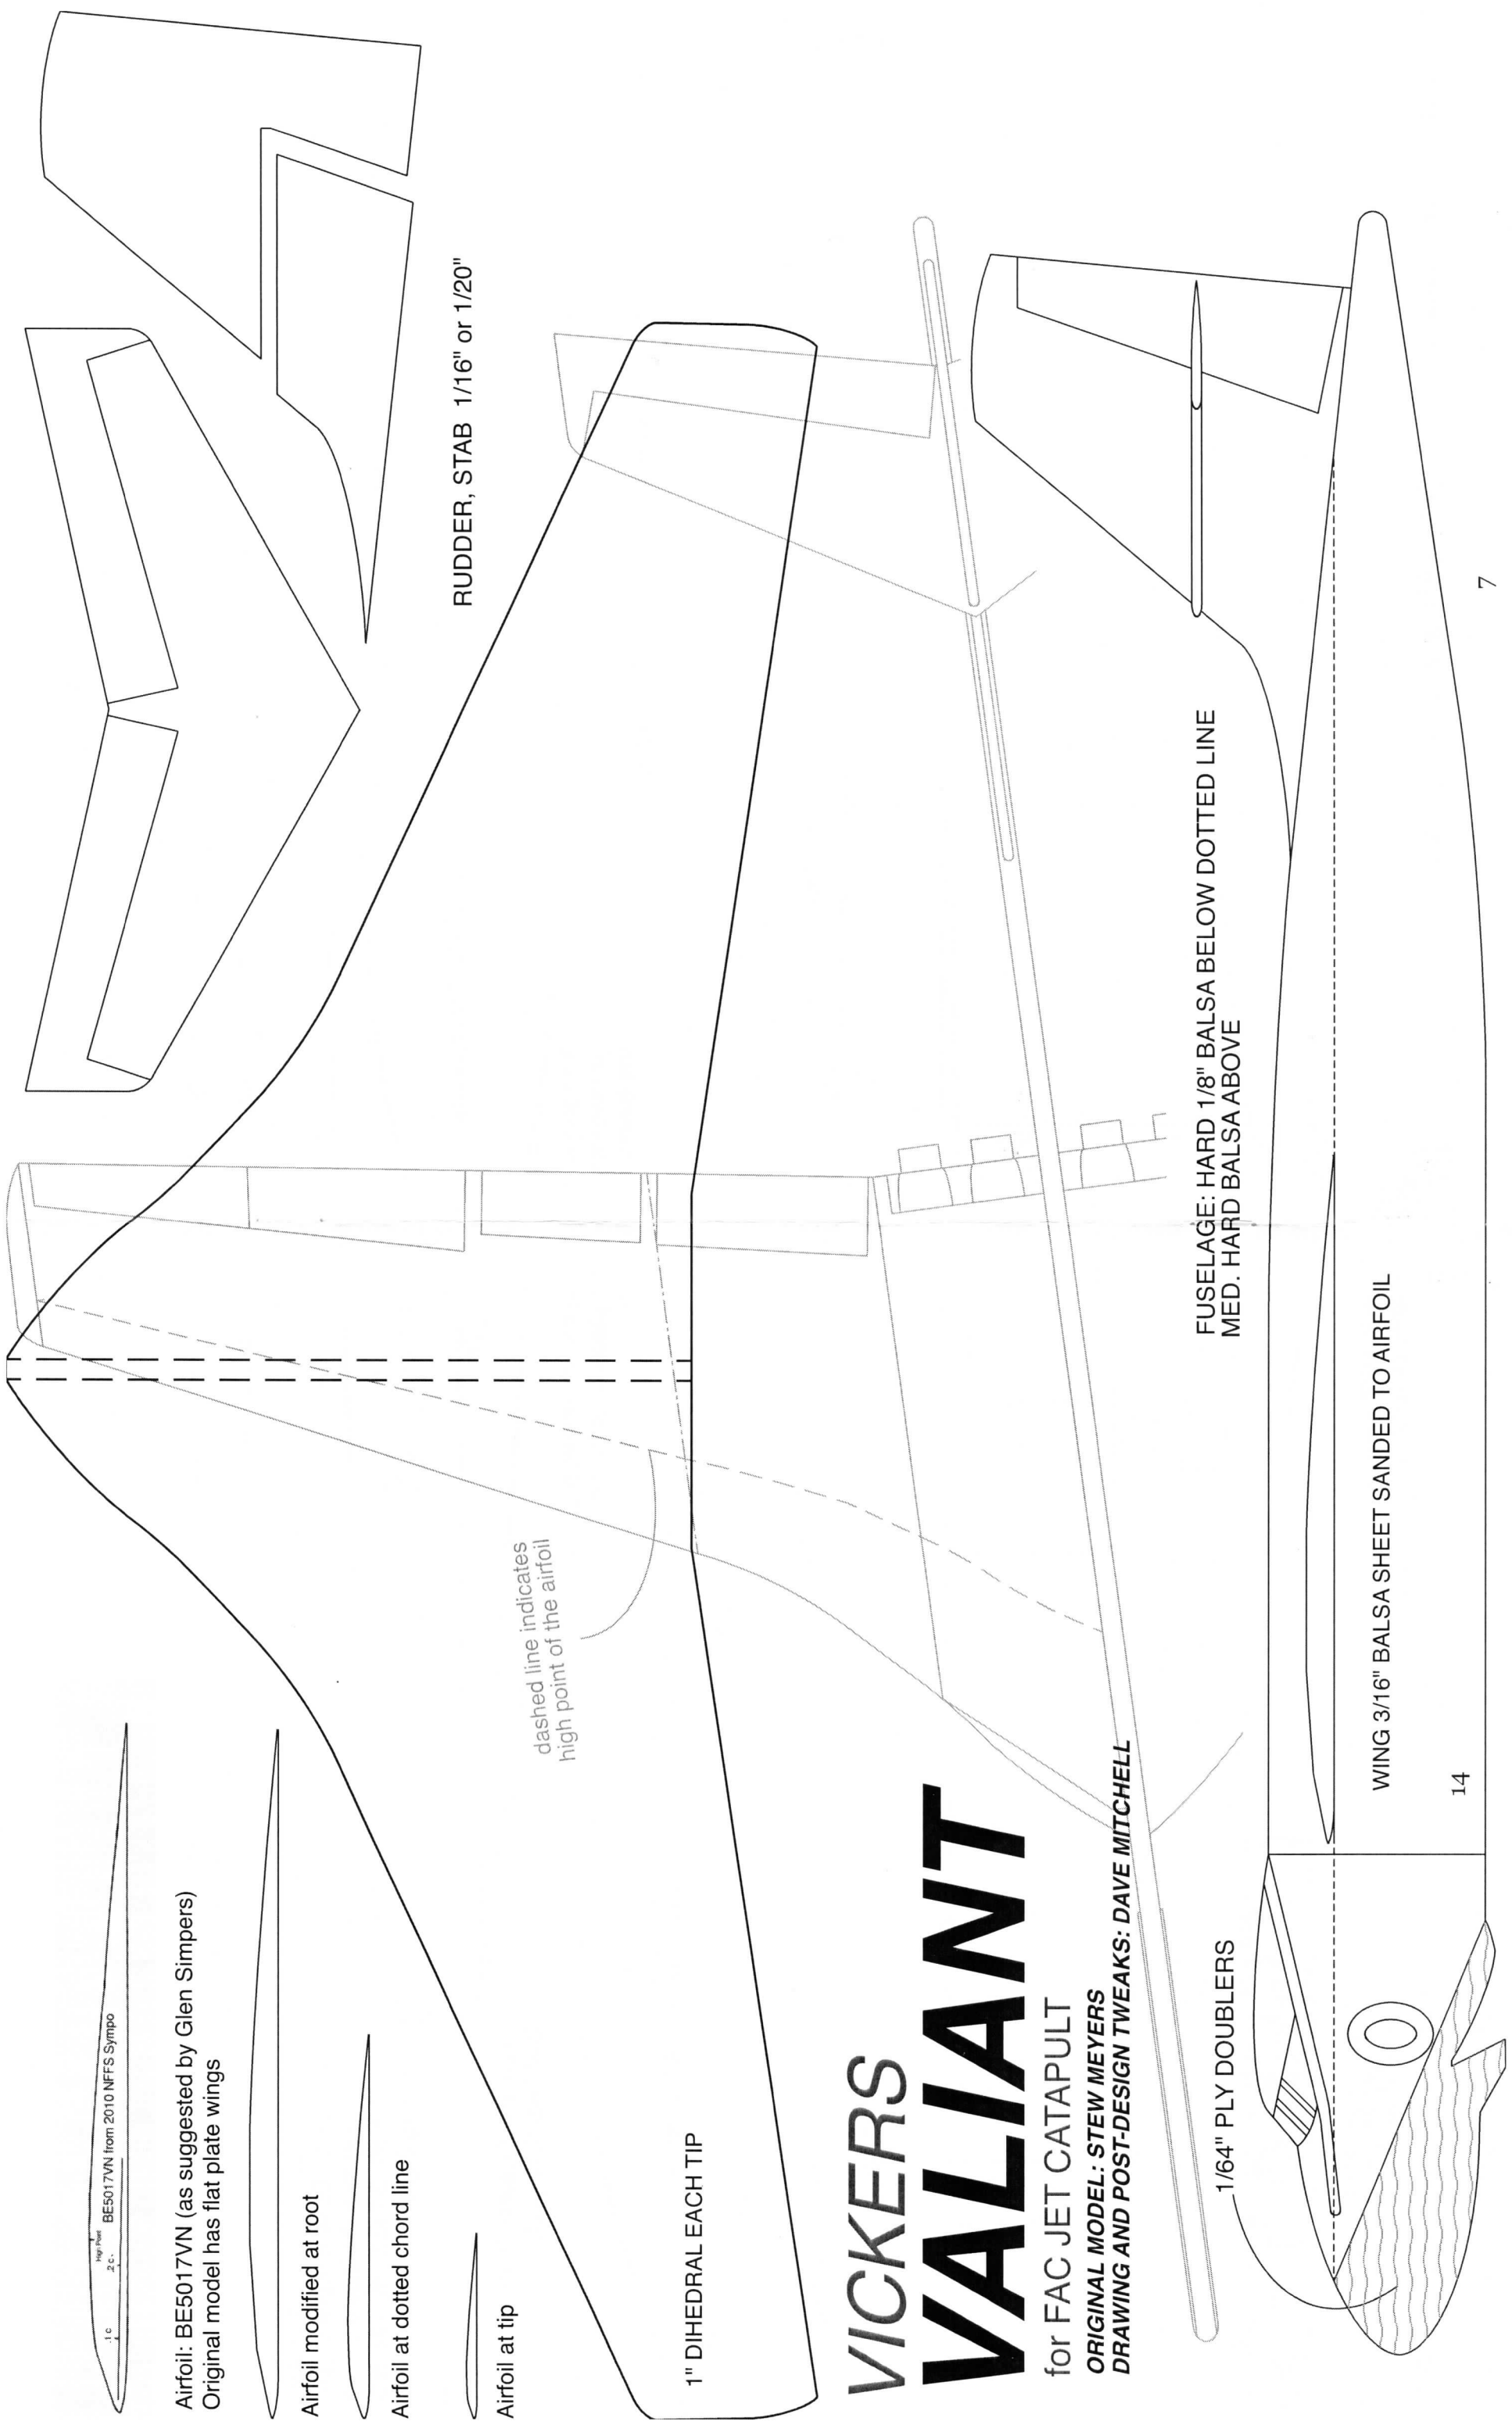 High Point
.1 c
.2 c
BE5017VN from 2010 NFFS Sympo
Airfoil: BE5017VN (as suggested by Glen Simpers)
Original model has flat plate wings
Airfoil modified at root
Airfoil at dotted chord line
Airfoil at tip
RUDDER, STAB 1/16" or 1/20"
dashed line indicates
high point of the airfoil
1" DIHEDRAL EACH TIP
VICKERS
VALIANT
for FAC JET CATAPULT
ORIGINAL MODEL: STEW MEYERS
DRAWING AND POST-DESIGN TWEAKS: DAVE MITCHELL
FUSELAGE: HARD 1/8" BALSA BELOW DOTTED LINE
MED. HARD BALSA ABOVE
1/64" PLY DOUBLERS
WING 3/16" BALSA SHEET SANDED TO AIRFOIL
14
7